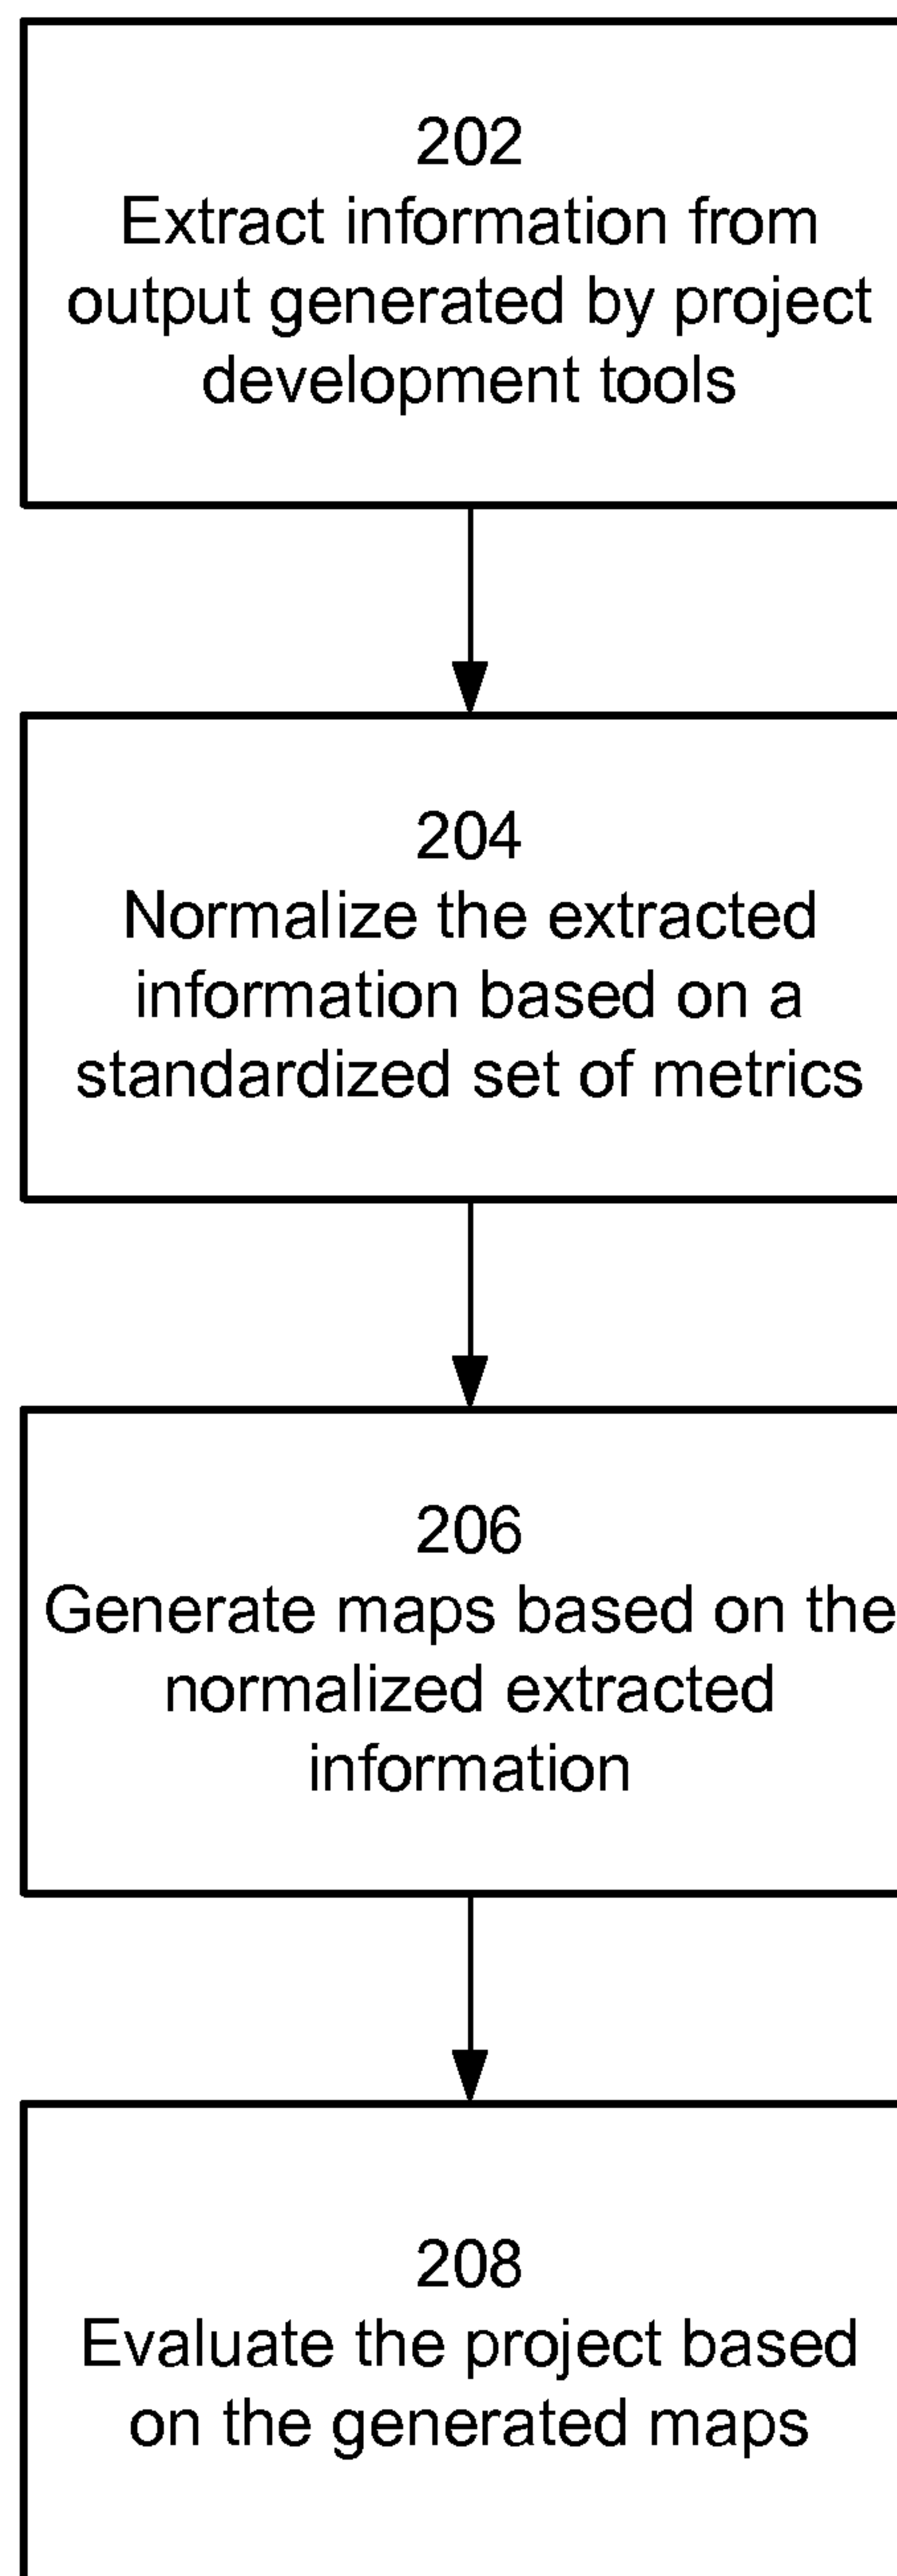 202
Extract information from
output generated by project
development tools
204
Normalize the extracted
information based on a
standardized set of metrics
206
Generate maps based on the
normalized extracted
information
208
Evaluate the project based
on the generated maps